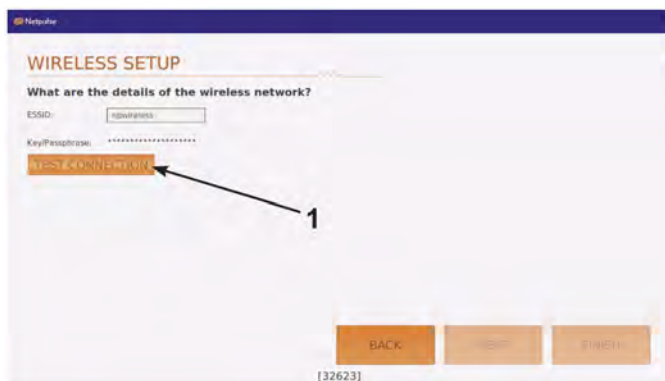 Netpulse
WIRELESS SETUP
What are the details of the wireless network?
ESSID: npwireless
Key/Passphrase: ********************
TEST CONNECTION
1
BACK NEXT FINISH
[32623]